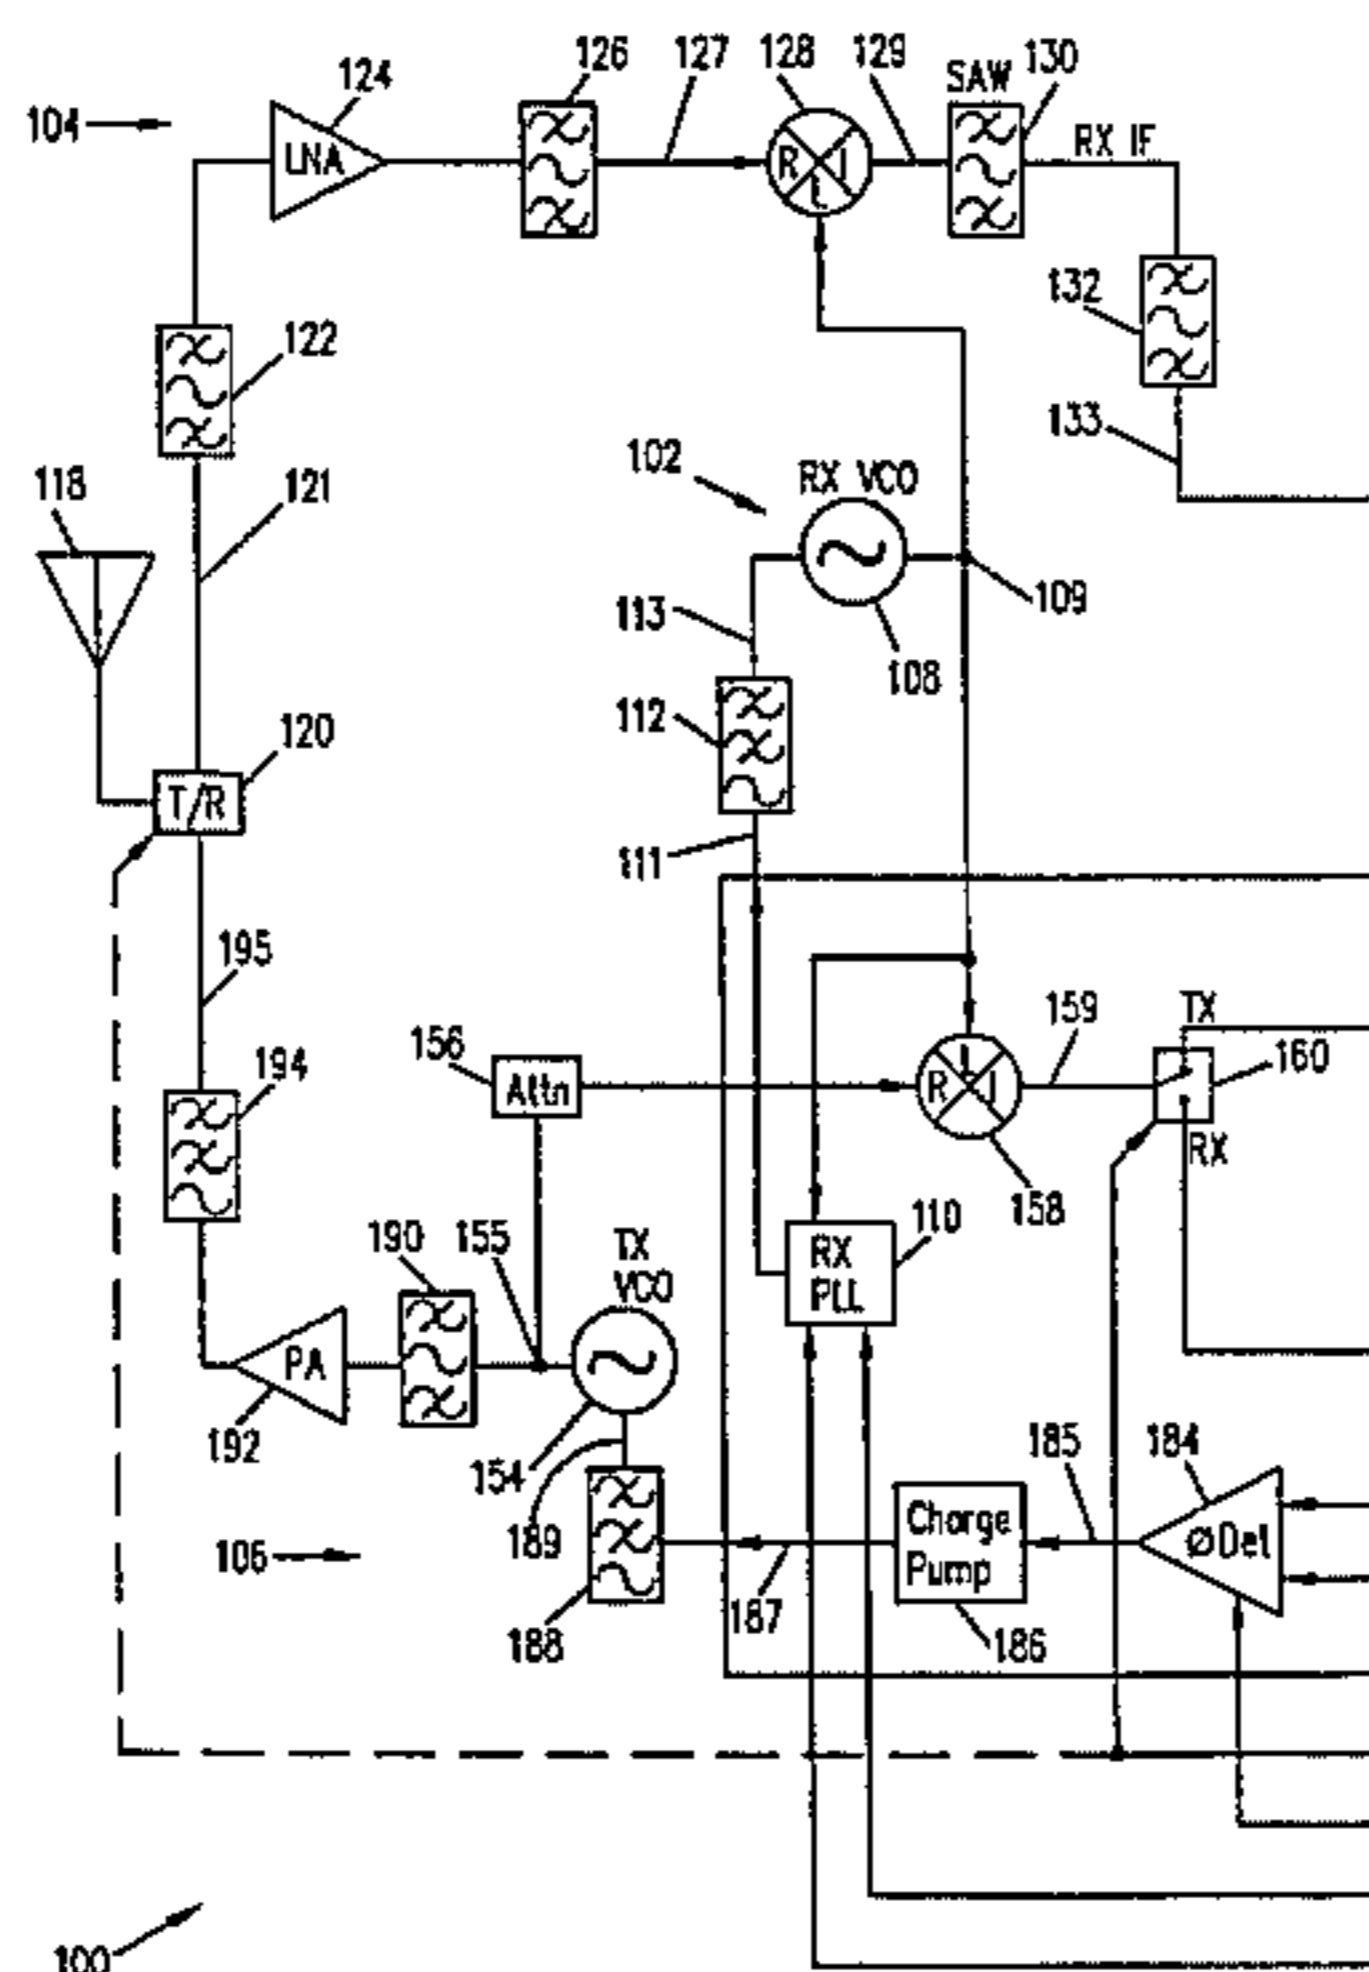 126
127
128
129
SAW
130
124
104
LNA
R
I
L
RX IF
132
122
133
102
RX VCO
118
121
109
113
108
112
120
T/R
111
195
159
TX
156
160
194
Attn
R
L
I
RX
158
110
190
155
TX
VCO
RX
PLL
PA
192
185
184
154
Charge
Pump
ØDet
189
106
187
188
186
100